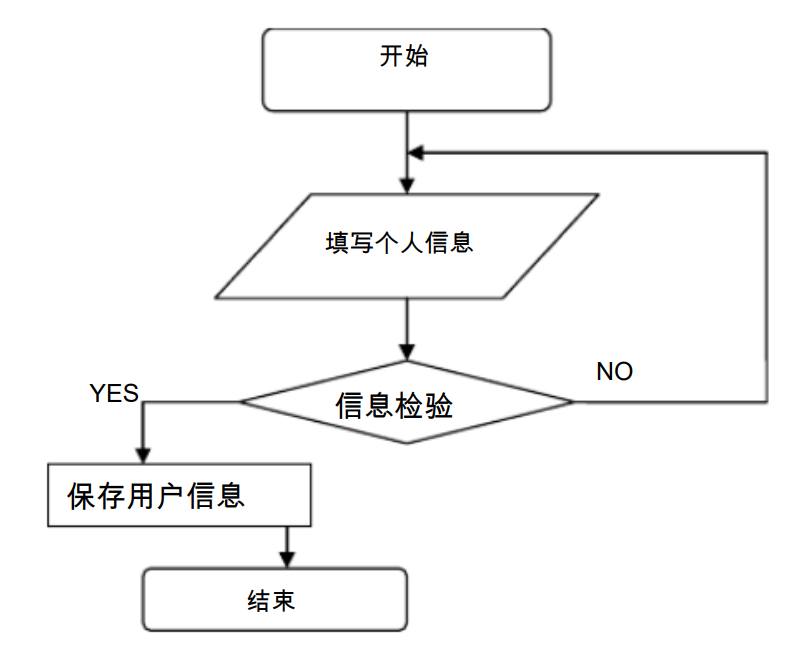 开始
填写个人信息
信息检验
NO
YES
保存用户信息
结束